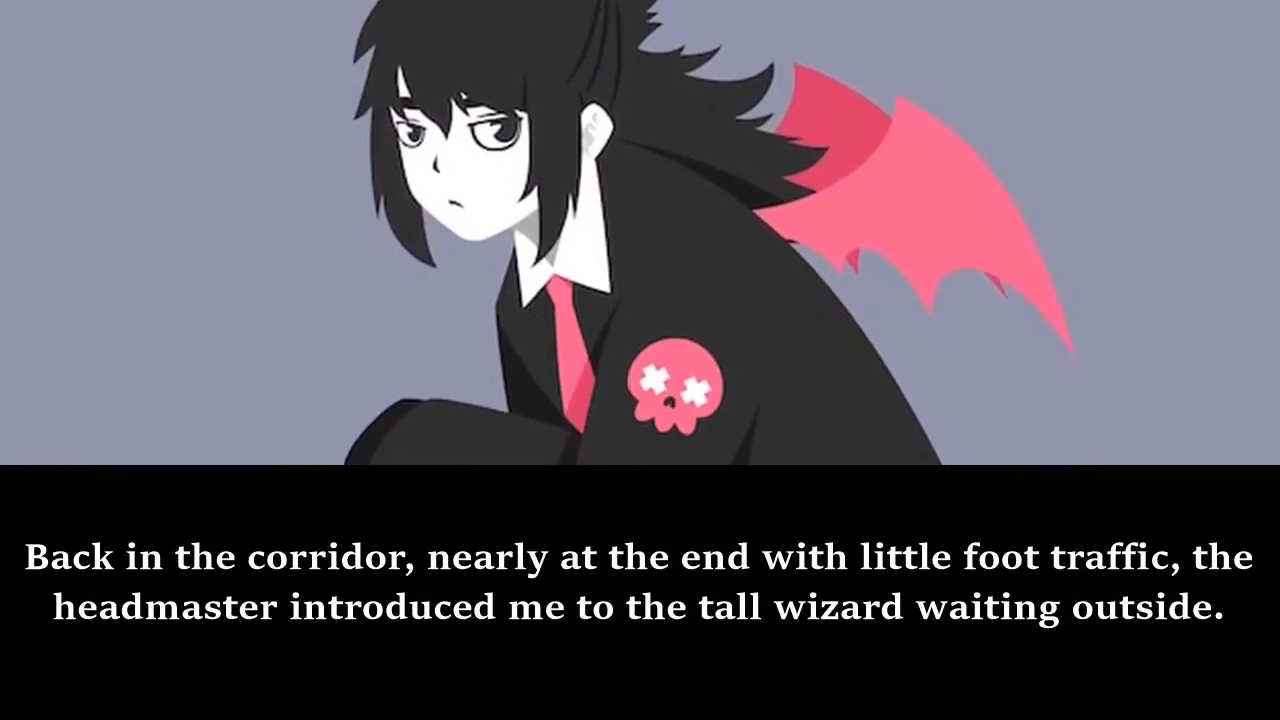 Back in the corridor, nearly at the end with little foot traffic, the
headmaster introduced me to the tall wizard waiting outside.